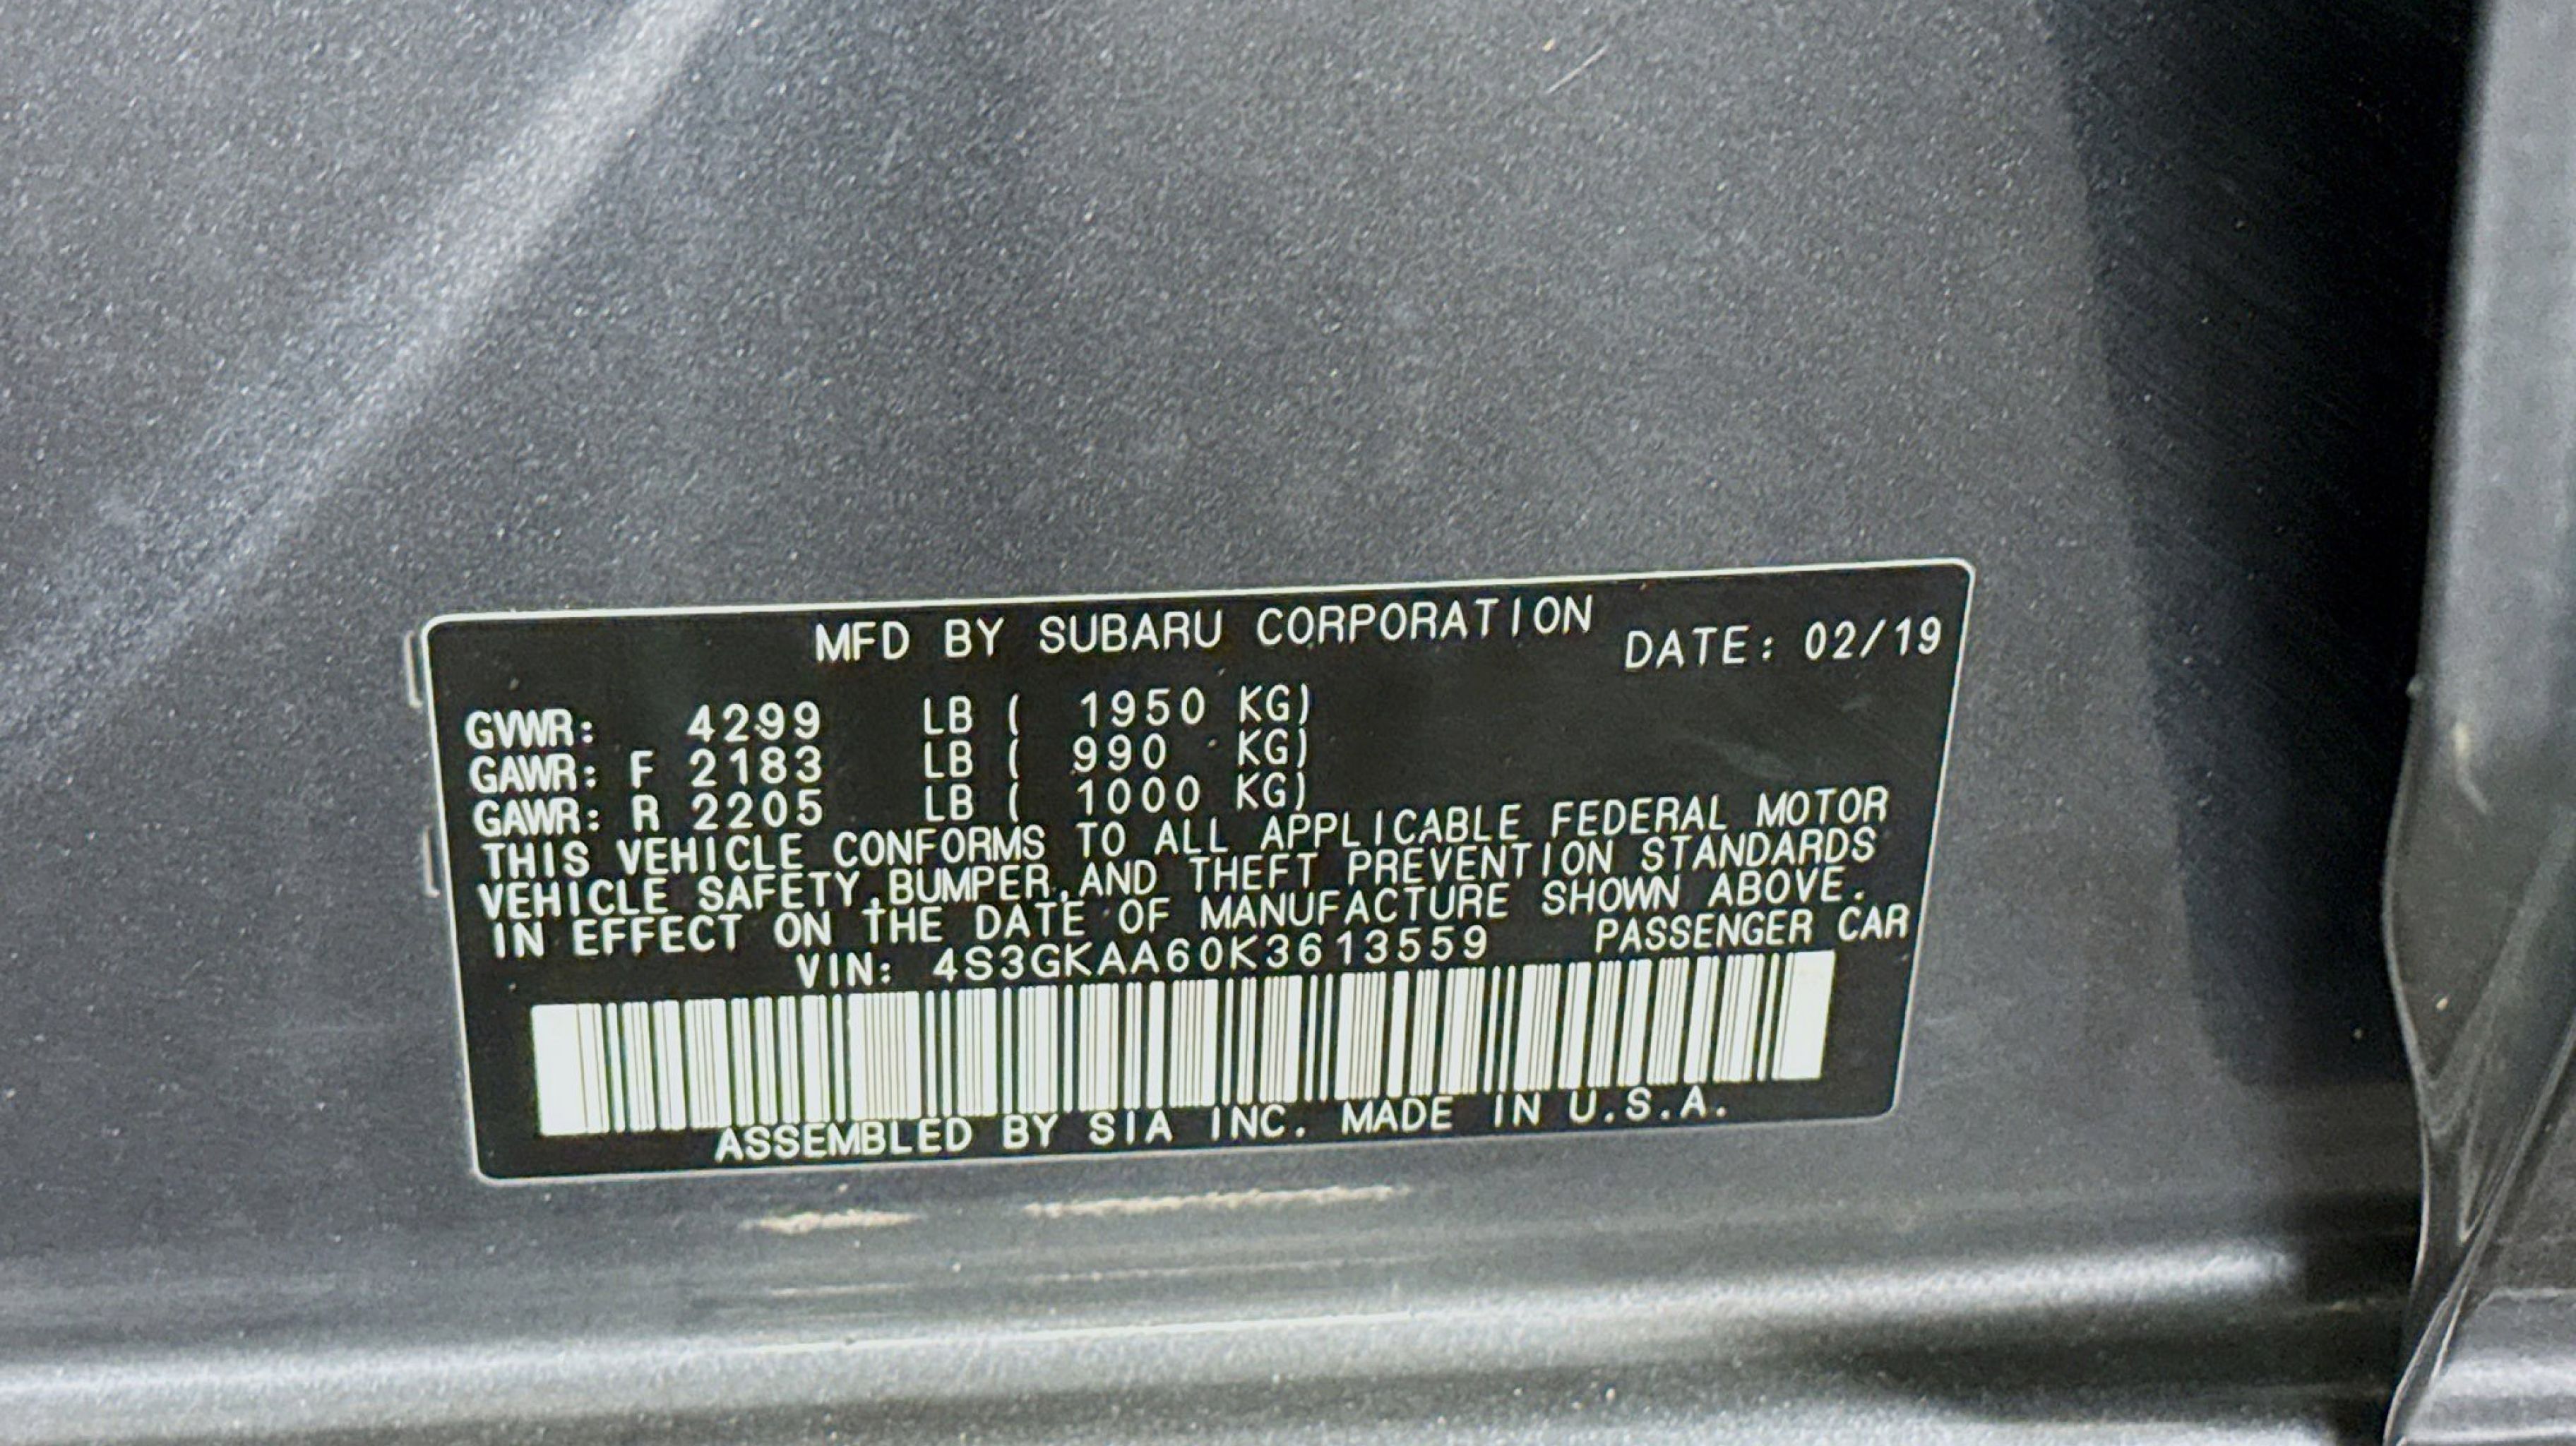 MFD BY SUBARU CORPORATION DATE: 02/19
GVWR: 4299 LB ( 1950 KG)
GAWR: F 2183 LB ( 990 KG)
GAWR: R 2205 LB ( 1000 KG)
THIS VEHICLE CONFORMS TO ALL APPLICABLE FEDERAL MOTOR
VEHICLE SAFETY,BUMPER,AND THEFT PREVENTION STANDARDS
IN EFFECT ON THE DATE OF MANUFACTURE SHOWN ABOVE.
VIN: 4S3GKAA60K3613559 PASSENGER CAR
ASSEMBLED BY SIA INC. MADE IN U.S.A.